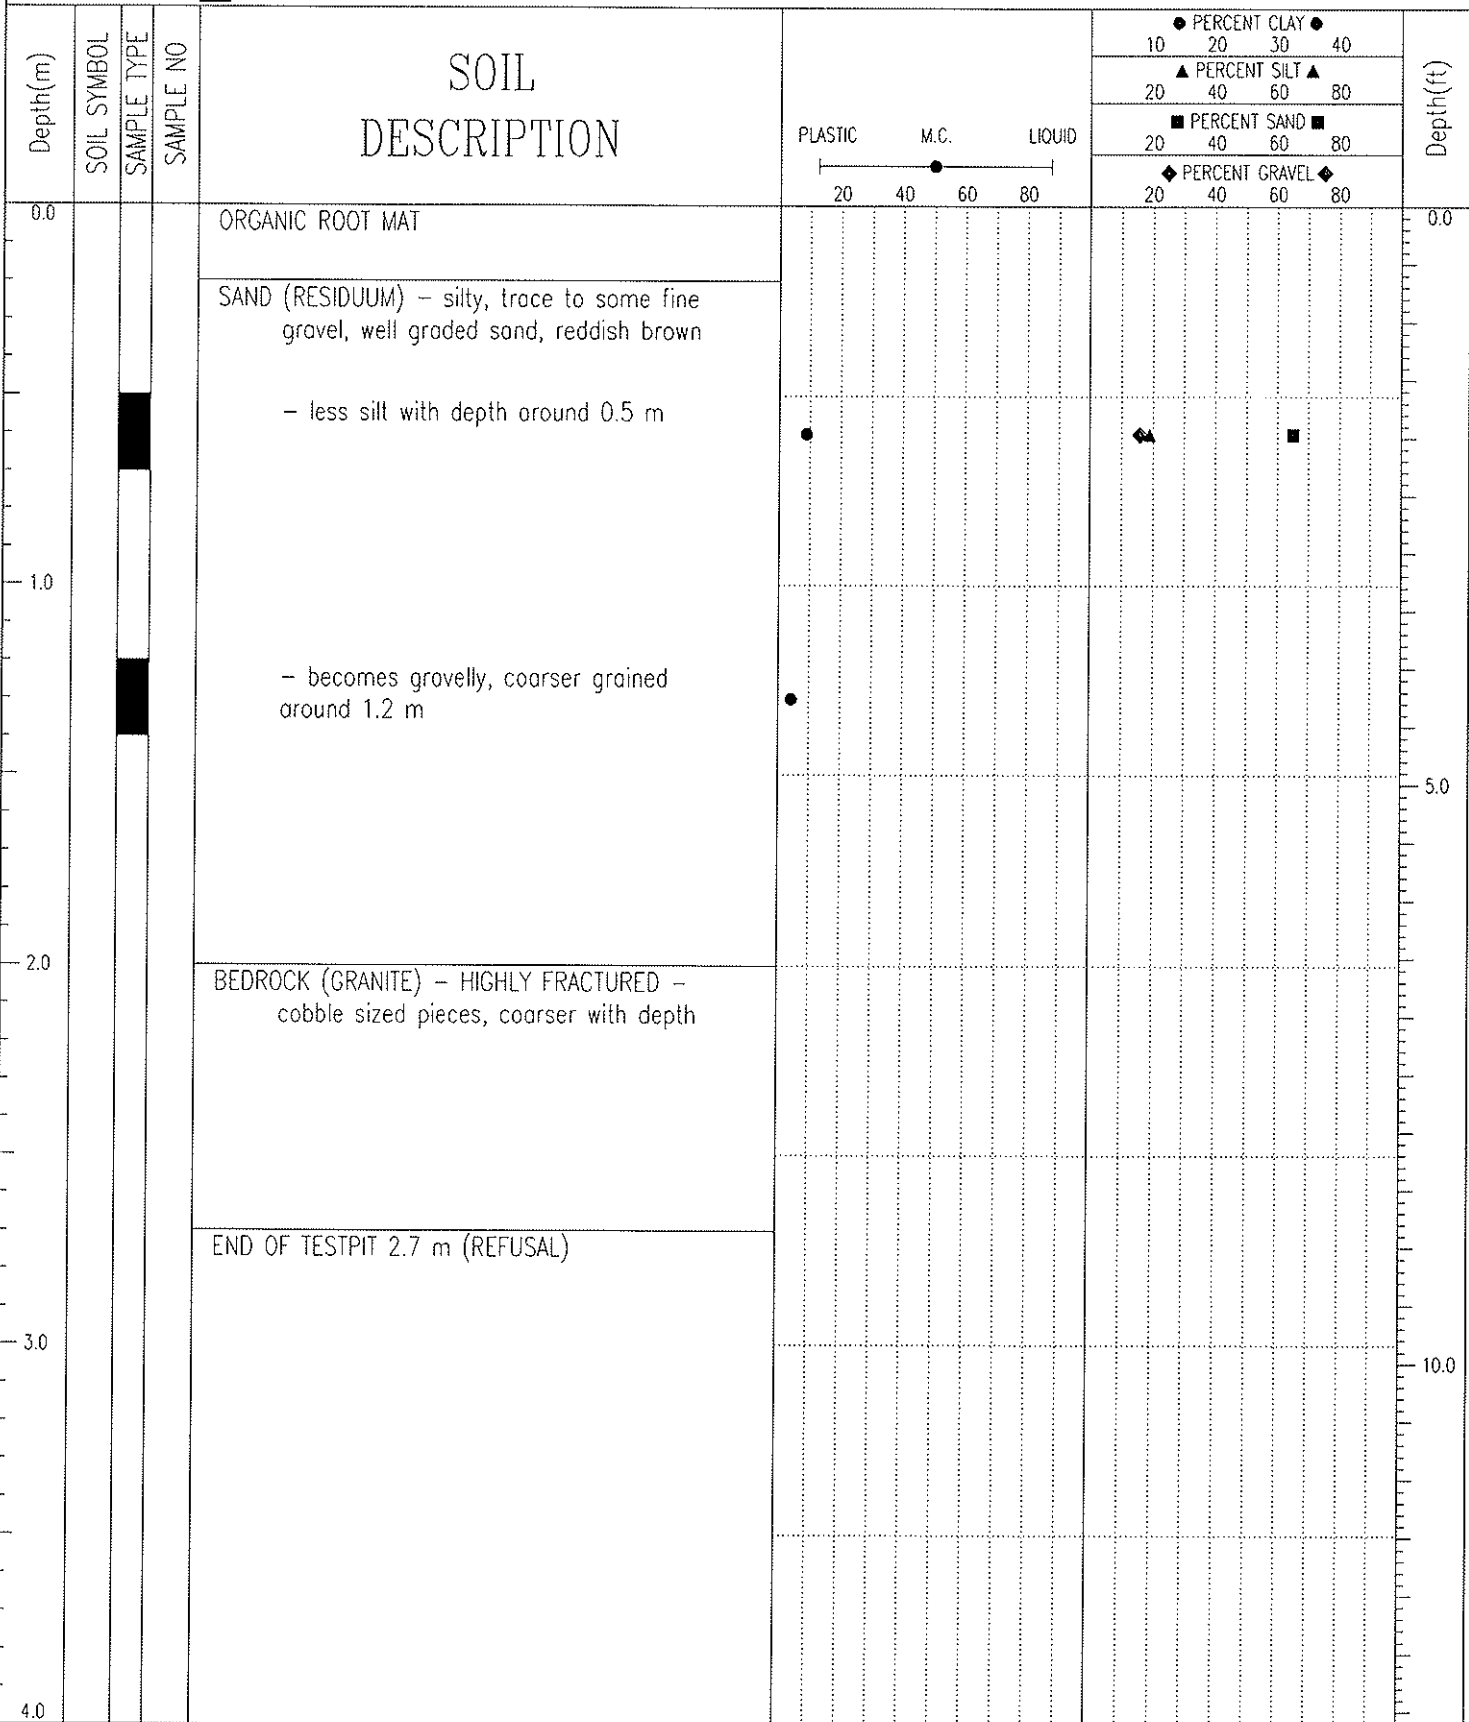 Depth(m)
SOIL SYMBOL
SAMPLE TYPE
SAMPLE NO
SOIL
DESCRIPTION
PLASTIC M.C. LIQUID
20 40 60 80
● PERCENT CLAY ●
10 20 30 40
▲ PERCENT SILT ▲
20 40 60 80
■ PERCENT SAND ■
20 40 60 80
◆ PERCENT GRAVEL ◆
20 40 60 80
Depth(ft)
0.0
ORGANIC ROOT MAT
0.0
SAND (RESIDUUM) – silty, trace to some fine
gravel, well graded sand, reddish brown
– less silt with depth around 0.5 m
1.0
– becomes gravelly, coarser grained
around 1.2 m
5.0
2.0
BEDROCK (GRANITE) – HIGHLY FRACTURED –
cobble sized pieces, coarser with depth
END OF TESTPIT 2.7 m (REFUSAL)
3.0
10.0
4.0